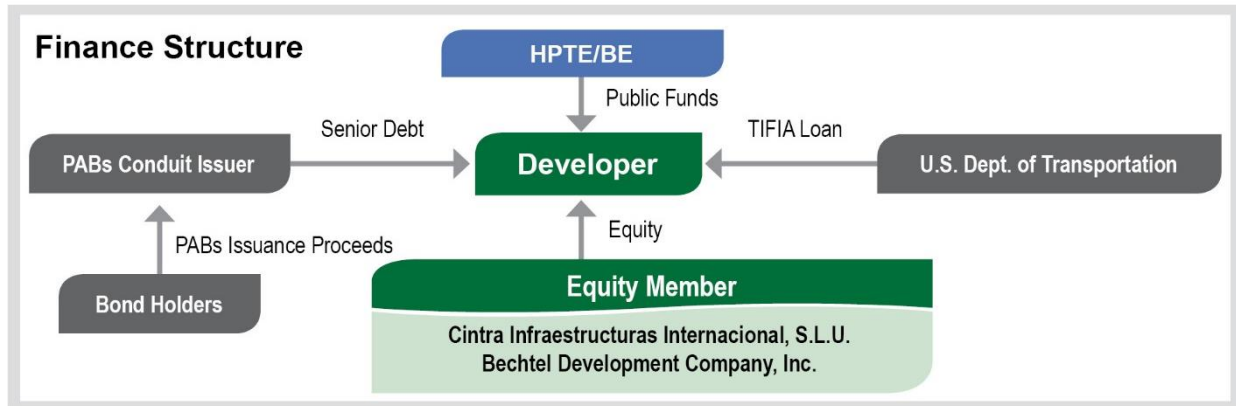 Finance Structure
HPTE/BE
Public Funds
Senior Debt
TIFIA Loan
PABs Conduit Issuer
Developer
U.S. Dept. of Transportation
PABs Issuance Proceeds
Equity
Bond Holders
Equity Member
Cintra Infraestructuras Internacional, S.L.U.
Bechtel Development Company, Inc.